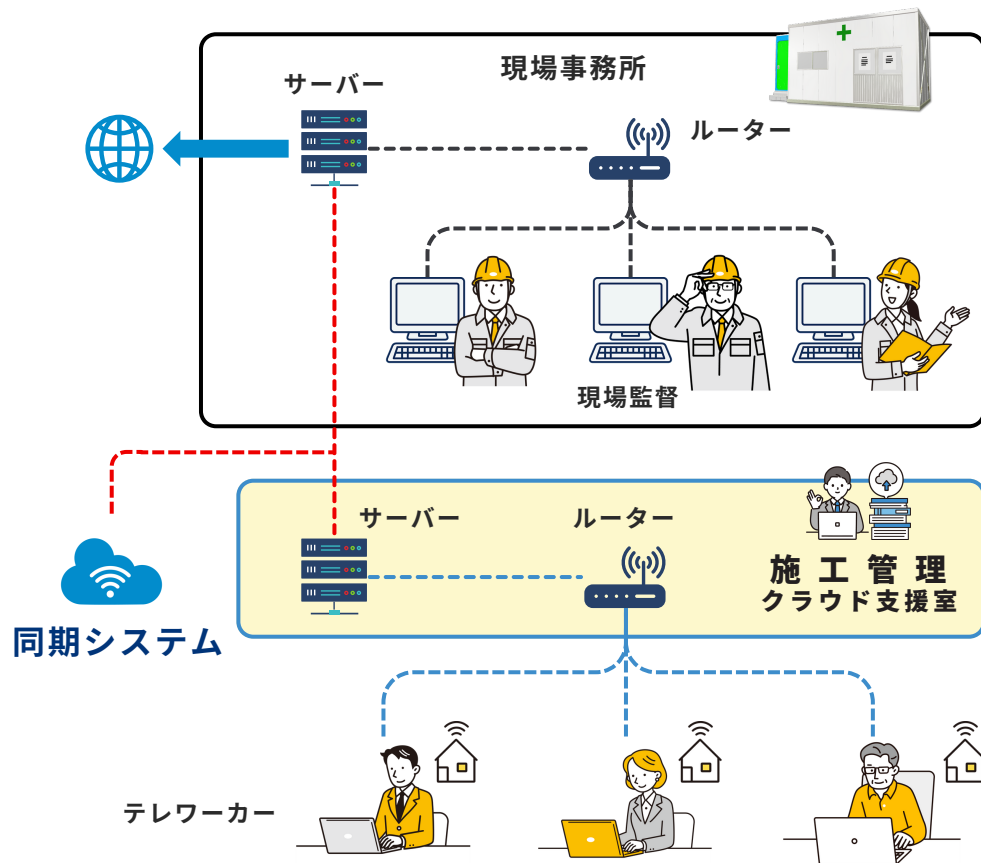 現場事務所
サーバー
ルーター
現場監督
サーバー
ルーター
施工管理
クラウド支援室
同期システム
テレワーカー